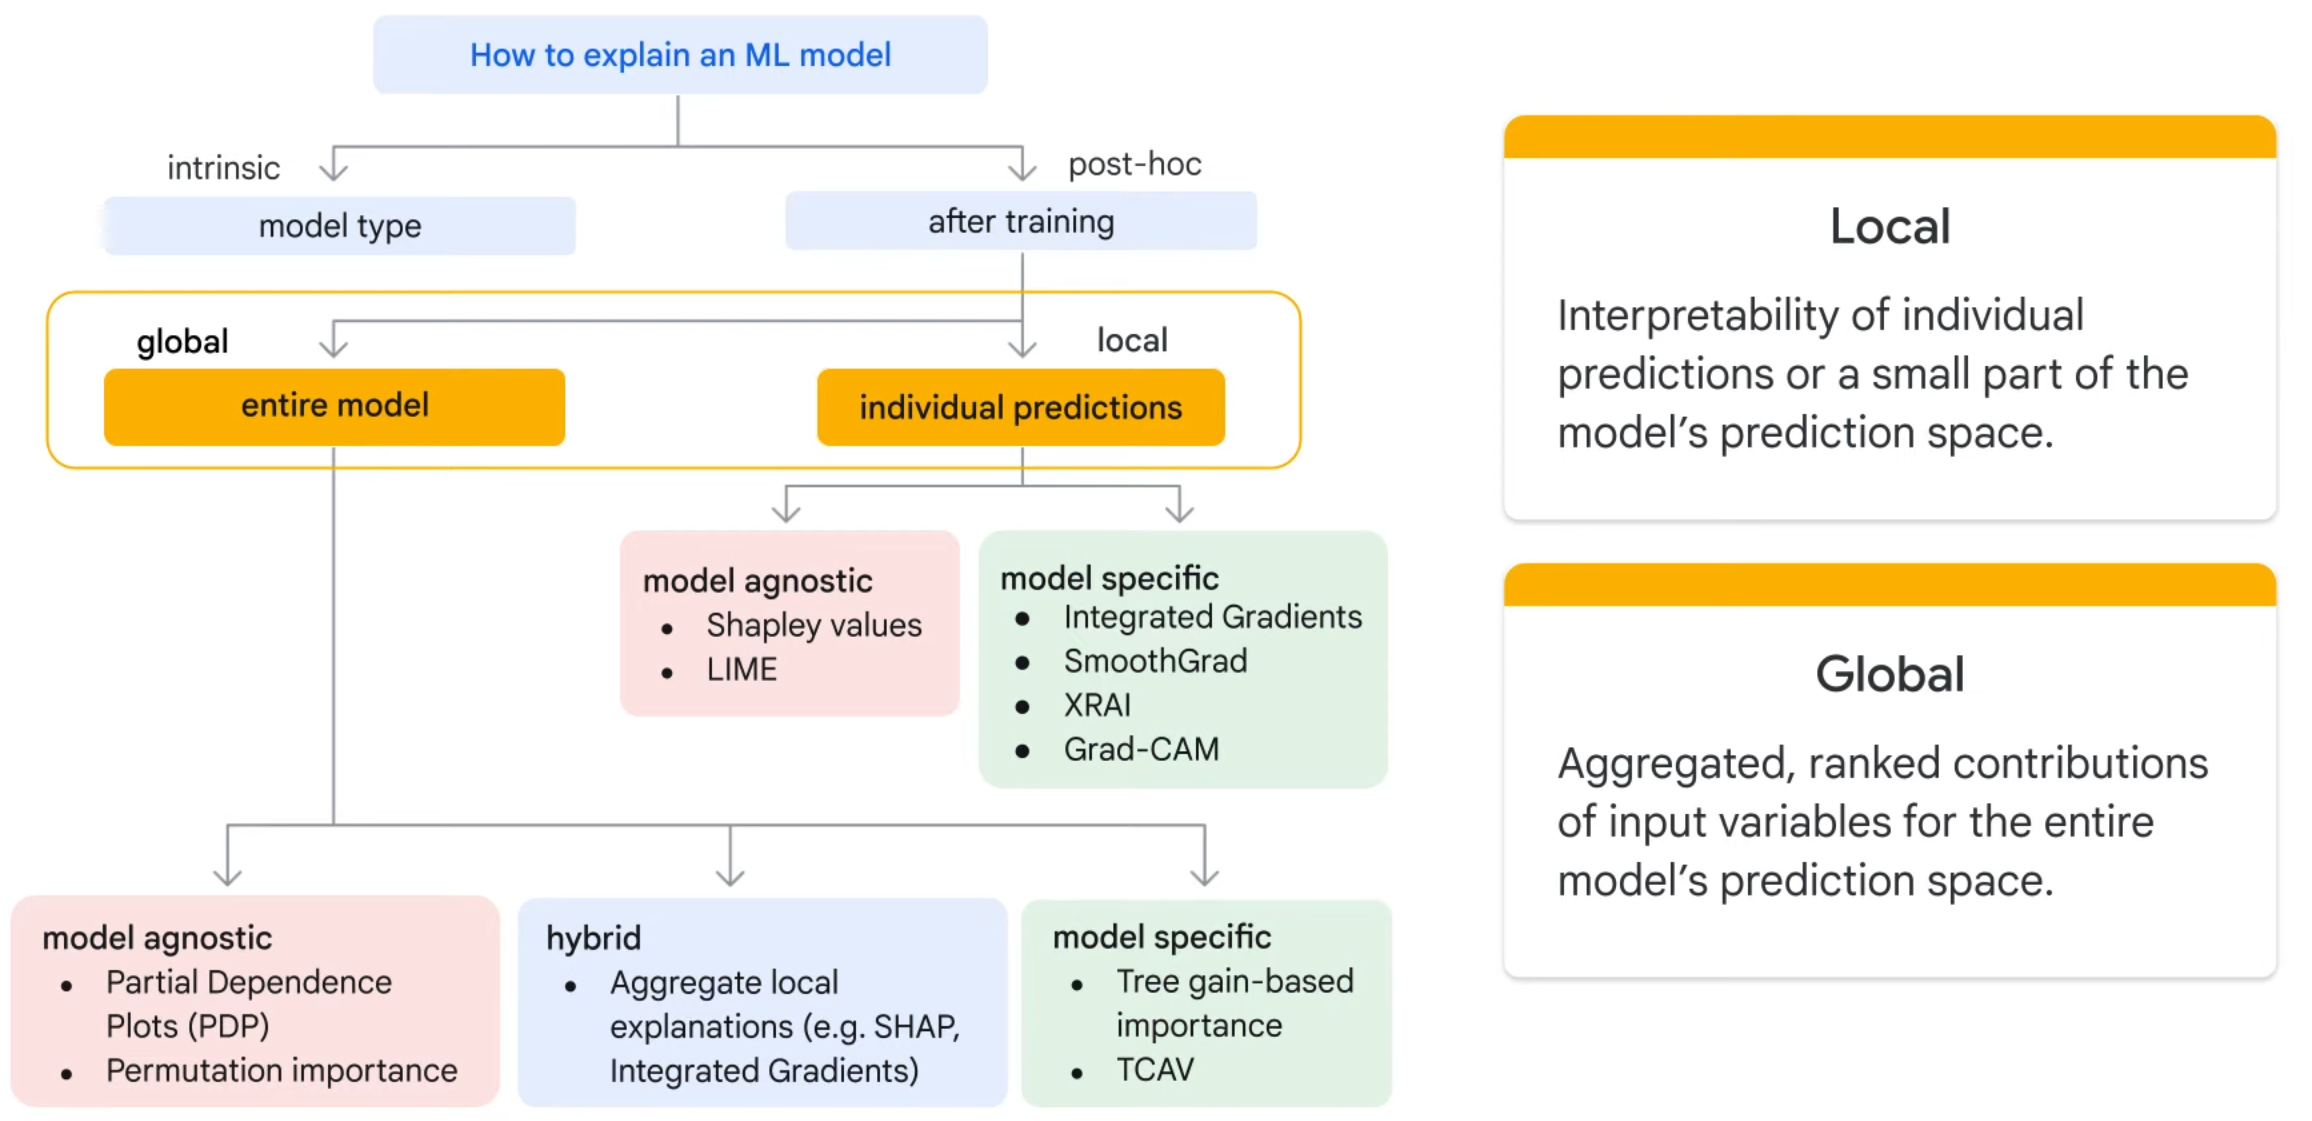 How to explain an ML model
intrinsic
post-hoc
model type
after training
global
local
entire model
individual predictions
model agnostic
• Shapley values
• LIME
model specific
• Integrated Gradients
• SmoothGrad
• XRAI
• Grad-CAM
model agnostic
• Partial Dependence
Plots (PDP)
• Permutation importance
hybrid
• Aggregate local
explanations (e.g. SHAP,
Integrated Gradients)
model specific
• Tree gain-based
importance
• TCAV
Local
Interpretability of individual
predictions or a small part of the
model’s prediction space.
Global
Aggregated, ranked contributions
of input variables for the entire
model’s prediction space.